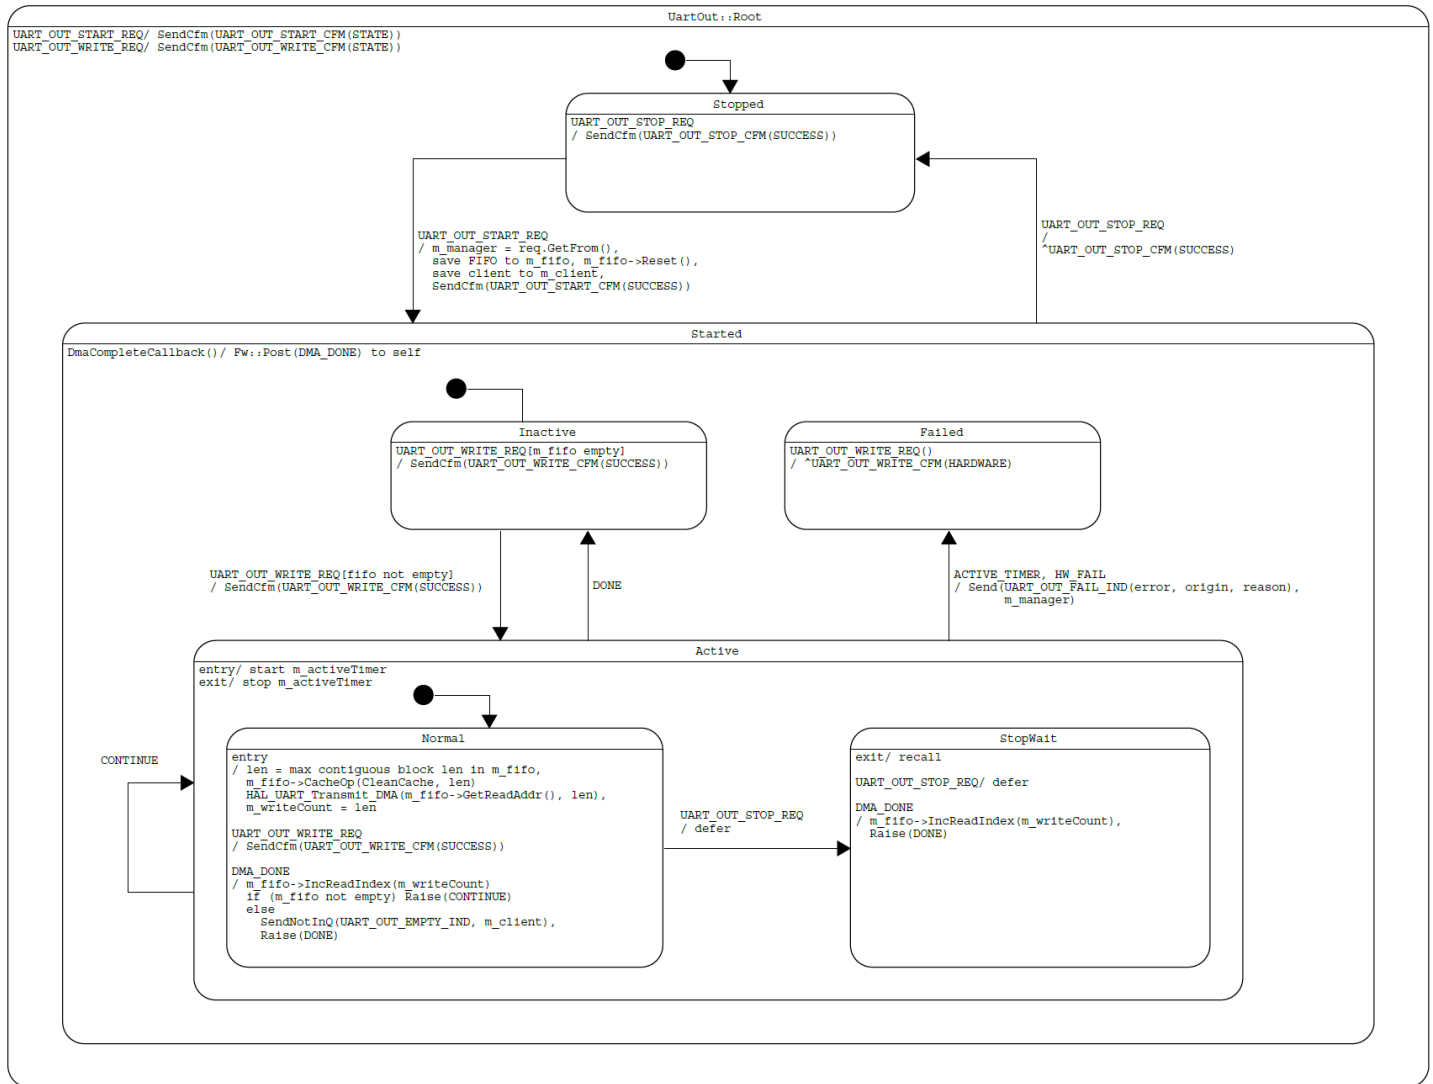 UartOut::Root
UART_OUT_START_REQ/ SendCfm(UART_OUT_START_CFM(STATE))
UART_OUT_WRITE_REQ/ SendCfm(UART_OUT_WRITE_CFM(STATE))
Stopped
UART_OUT_STOP_REQ
/ SendCfm(UART_OUT_STOP_CFM(SUCCESS))
UART_OUT_START_REQ
/ m_manager = req.GetFrom(),
save FIFO to m_fifo, m_fifo->Reset(),
save client to m_client,
SendCfm(UART_OUT_START_CFM(SUCCESS))
UART_OUT_STOP_REQ
/
^UART_OUT_STOP_CFM(SUCCESS)
Started
DmaCompleteCallback()/ Fw::Post(DMA_DONE) to self
Inactive
UART_OUT_WRITE_REQ[m_fifo empty]
/ SendCfm(UART_OUT_WRITE_CFM(SUCCESS))
Failed
UART_OUT_WRITE_REQ()
/ ^UART_OUT_WRITE_CFM(HARDWARE)
UART_OUT_WRITE_REQ[fifo not empty]
/ SendCfm(UART_OUT_WRITE_CFM(SUCCESS))
DONE
ACTIVE_TIMER, HW_FAIL
/ Send(UART_OUT_FAIL_IND(error, origin, reason),
m_manager)
Active
entry/ start m_activeTimer
exit/ stop m_activeTimer
CONTINUE
Normal
entry
/ len = max contiguous block len in m_fifo,
m_fifo->CacheOp(CleanCache, len)
HAL_UART_Transmit_DMA(m_fifo->GetReadAddr(), len),
m_writeCount = len
UART_OUT_WRITE_REQ
/ SendCfm(UART_OUT_WRITE_CFM(SUCCESS))
DMA_DONE
/ m_fifo->IncReadIndex(m_writeCount)
if (m_fifo not empty) Raise(CONTINUE)
else
SendNotInQ(UART_OUT_EMPTY_IND, m_client),
Raise(DONE)
UART_OUT_STOP_REQ
/ defer
StopWait
exit/ recall
UART_OUT_STOP_REQ/ defer
DMA_DONE
/ m_fifo->IncReadIndex(m_writeCount),
Raise(DONE)